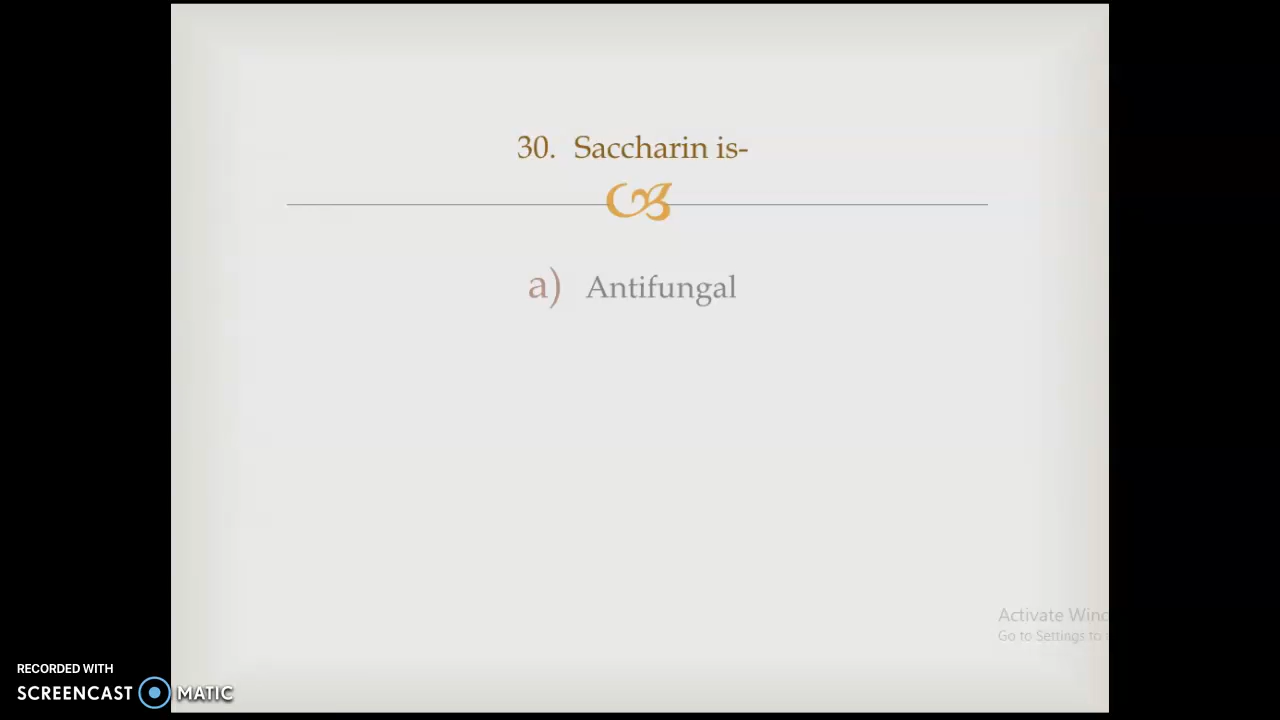 30. Saccharin is-
a) Antifungal
Activate Wind
Go to Settings to
RECORDED WITH
SCREENCAST MATIC